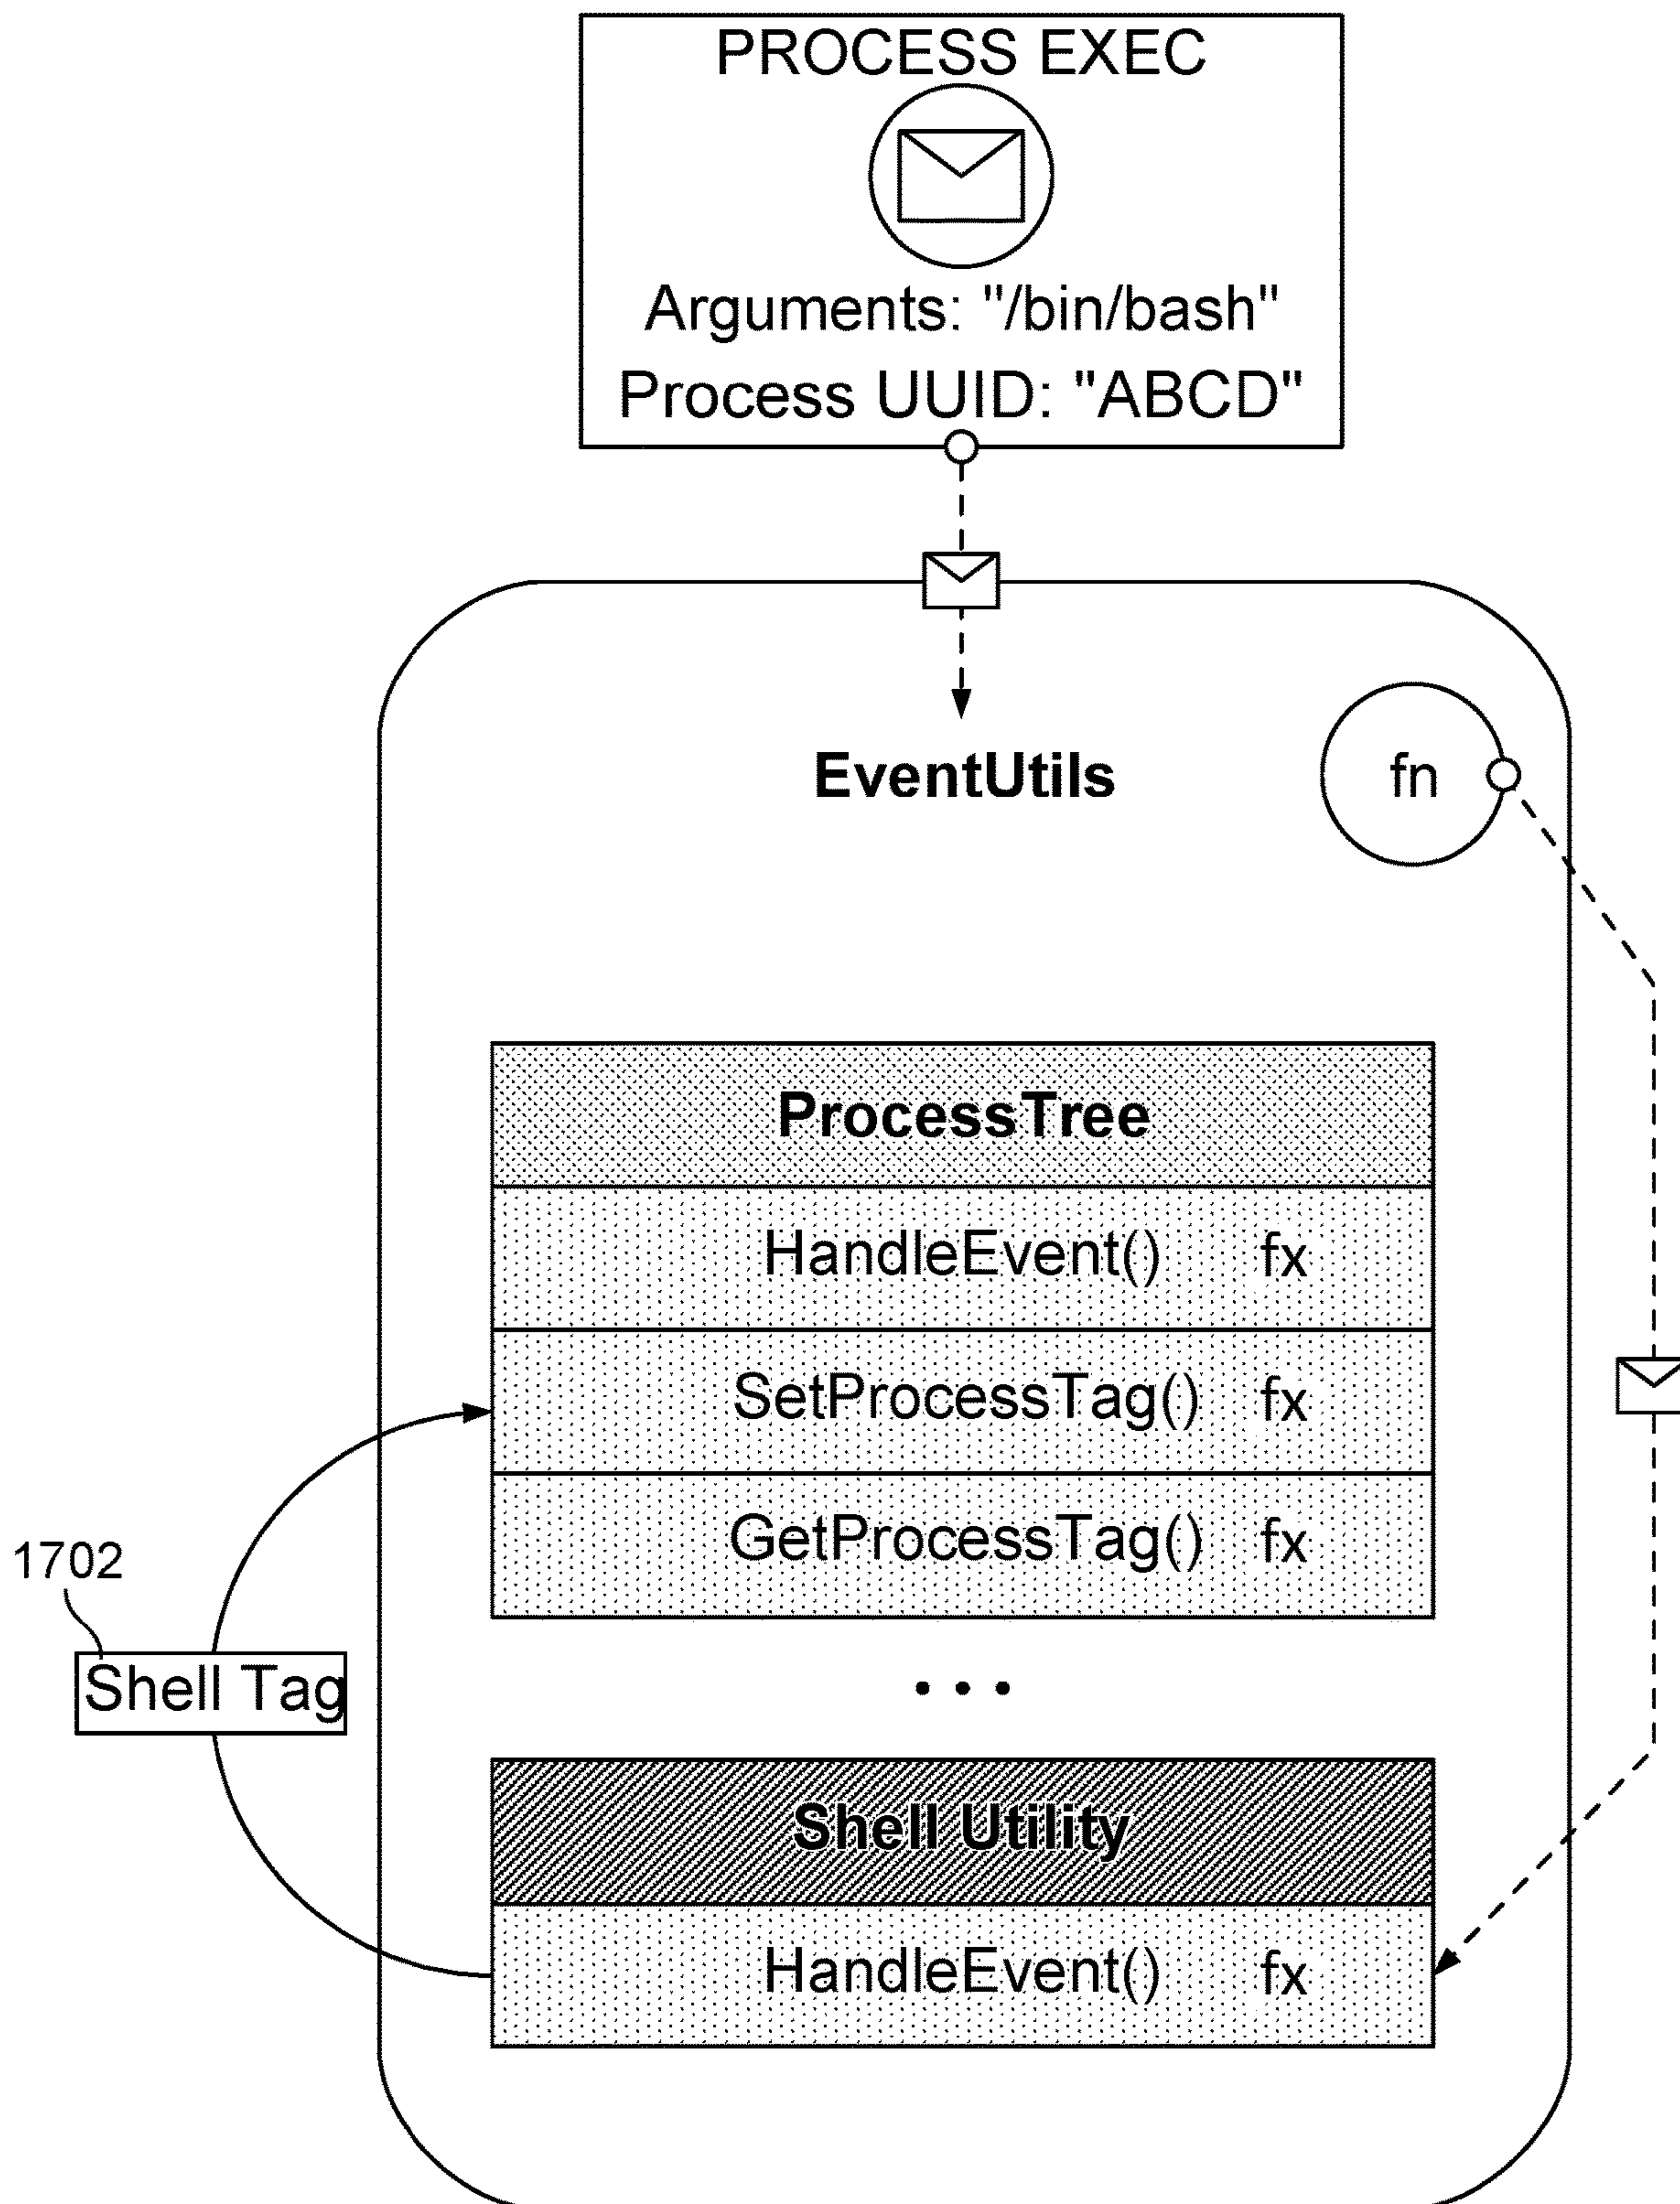 PROCESS EXEC
Arguments: "/bin/bash"
Process UUID: "ABCD"
EventUtils
fn
ProcessTree
HandleEvent() fx
SetProcessTag() fx
GetProcessTag() fx
1702
Shell Tag
...
Shell Utility
HandleEvent() fx